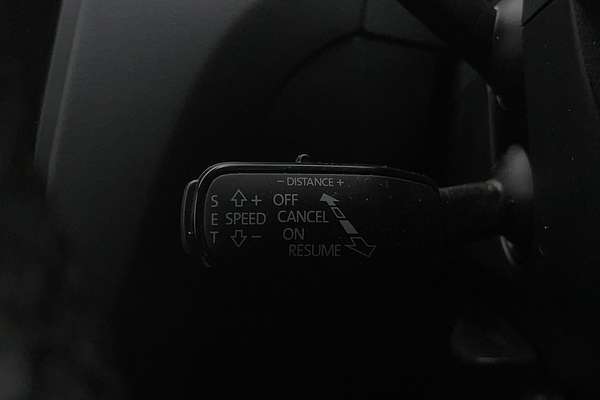 − DISTANCE +
S + OFF
E SPEED CANCEL
T − ON
RESUME